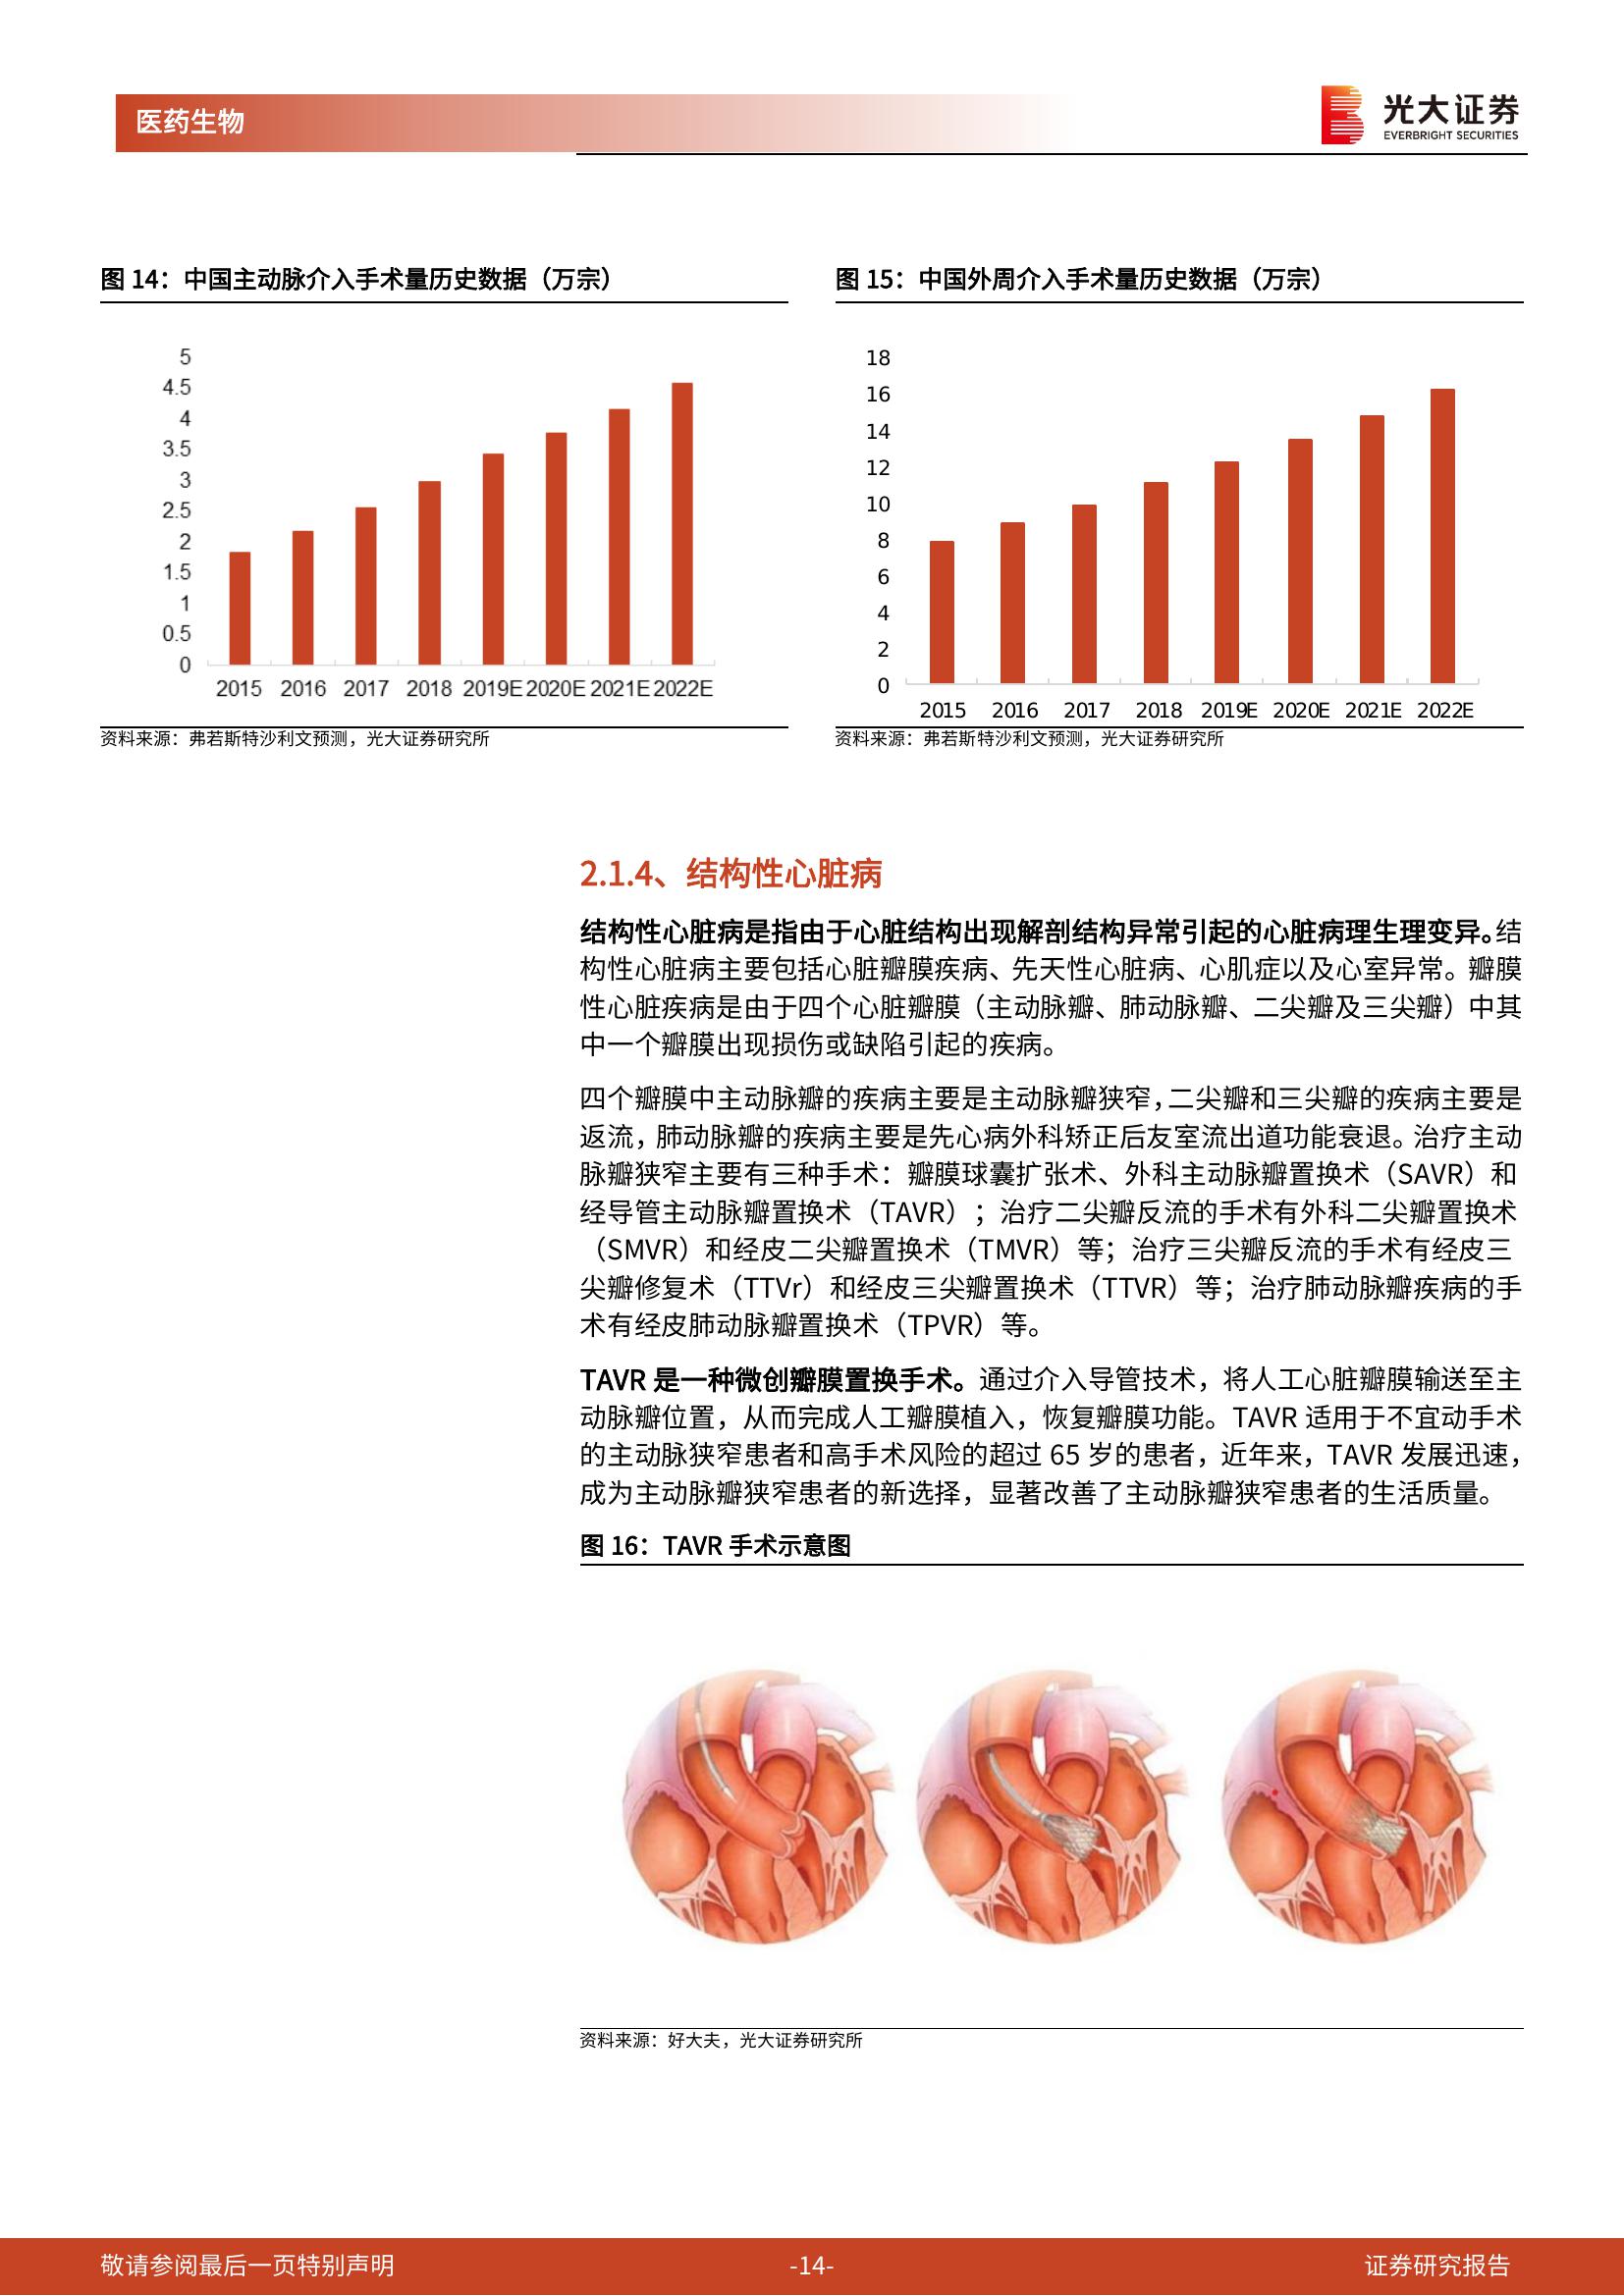 医药生物
光大证券
EVERBRIGHT SECURITIES
图 14：中国主动脉介入手术量历史数据（万宗）
5
4.5
4
3.5
3
2.5
2
1.5
1
0.5
0
2015 2016 2017 2018 2019E 2020E 2021E 2022E
资料来源：弗若斯特沙利文预测，光大证券研究所
图 15：中国外周介入手术量历史数据（万宗）
18
16
14
12
10
8
6
4
2
0
2015 2016 2017 2018 2019E 2020E 2021E 2022E
资料来源：弗若斯特沙利文预测，光大证券研究所
2.1.4、结构性心脏病
结构性心脏病是指由于心脏结构出现解剖结构异常引起的心脏病理生理变异。结
构性心脏病主要包括心脏瓣膜疾病、先天性心脏病、心肌症以及心室异常。瓣膜
性心脏疾病是由于四个心脏瓣膜（主动脉瓣、肺动脉瓣、二尖瓣及三尖瓣）中其
中一个瓣膜出现损伤或缺陷引起的疾病。
四个瓣膜中主动脉瓣的疾病主要是主动脉瓣狭窄，二尖瓣和三尖瓣的疾病主要是
返流，肺动脉瓣的疾病主要是先心病外科矫正后友室流出道功能衰退。治疗主动
脉瓣狭窄主要有三种手术：瓣膜球囊扩张术、外科主动脉瓣置换术（SAVR）和
经导管主动脉瓣置换术（TAVR）；治疗二尖瓣反流的手术有外科二尖瓣置换术
（SMVR）和经皮二尖瓣置换术（TMVR）等；治疗三尖瓣反流的手术有经皮三
尖瓣修复术（TTVr）和经皮三尖瓣置换术（TTVR）等；治疗肺动脉瓣疾病的手
术有经皮肺动脉瓣置换术（TPVR）等。
TAVR 是一种微创瓣膜置换手术。通过介入导管技术，将人工心脏瓣膜输送至主
动脉瓣位置，从而完成人工瓣膜植入，恢复瓣膜功能。TAVR 适用于不宜动手术
的主动脉狭窄患者和高手术风险的超过 65 岁的患者，近年来，TAVR 发展迅速，
成为主动脉瓣狭窄患者的新选择，显著改善了主动脉瓣狭窄患者的生活质量。
图 16：TAVR 手术示意图
资料来源：好大夫，光大证券研究所
敬请参阅最后一页特别声明
-14-
证券研究报告